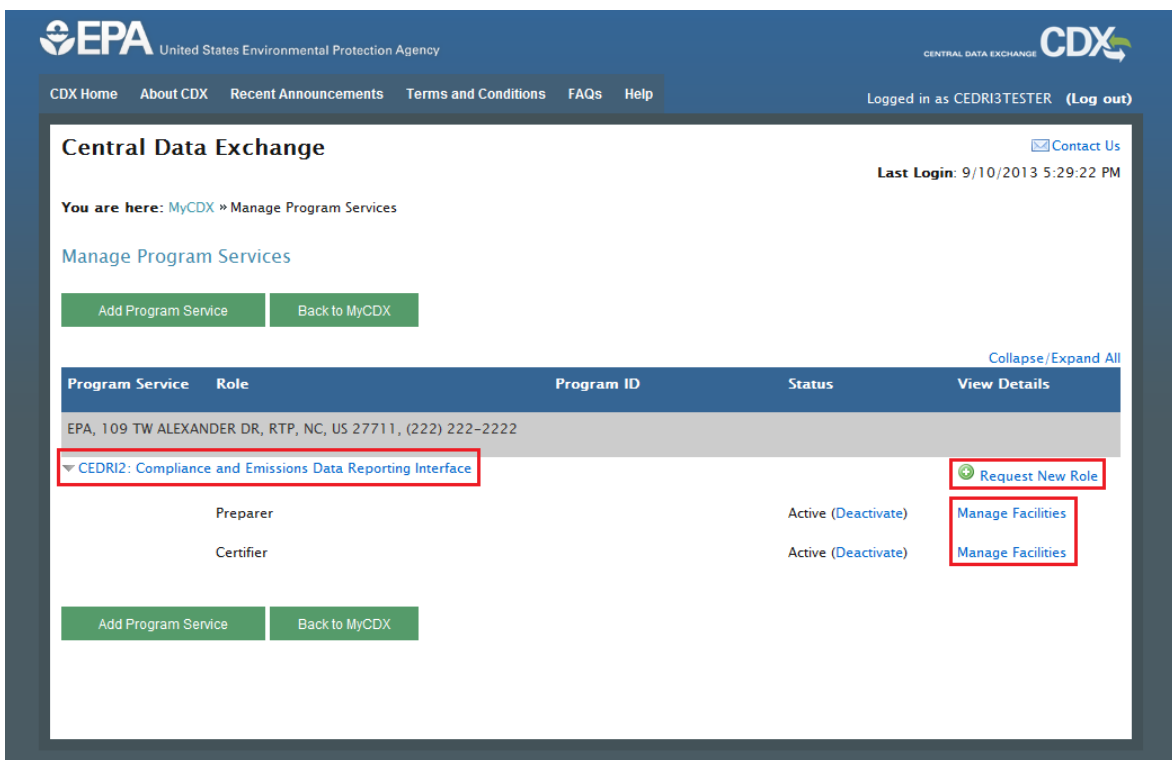 EPA United States Environmental Protection Agency
CENTRAL DATA EXCHANGE CDX
CDX Home About CDX Recent Announcements Terms and Conditions FAQs Help
Logged in as CEDRI3TESTER (Log out)
Central Data Exchange
Contact Us
Last Login: 9/10/2013 5:29:22 PM
You are here: MyCDX » Manage Program Services
Manage Program Services
Add Program Service Back to MyCDX
Collapse/Expand All
Program Service Role Program ID Status View Details
EPA, 109 TW ALEXANDER DR, RTP, NC, US 27711, (222) 222-2222
CEDRI2: Compliance and Emissions Data Reporting Interface Request New Role
Preparer Active (Deactivate) Manage Facilities
Certifier Active (Deactivate) Manage Facilities
Add Program Service Back to MyCDX